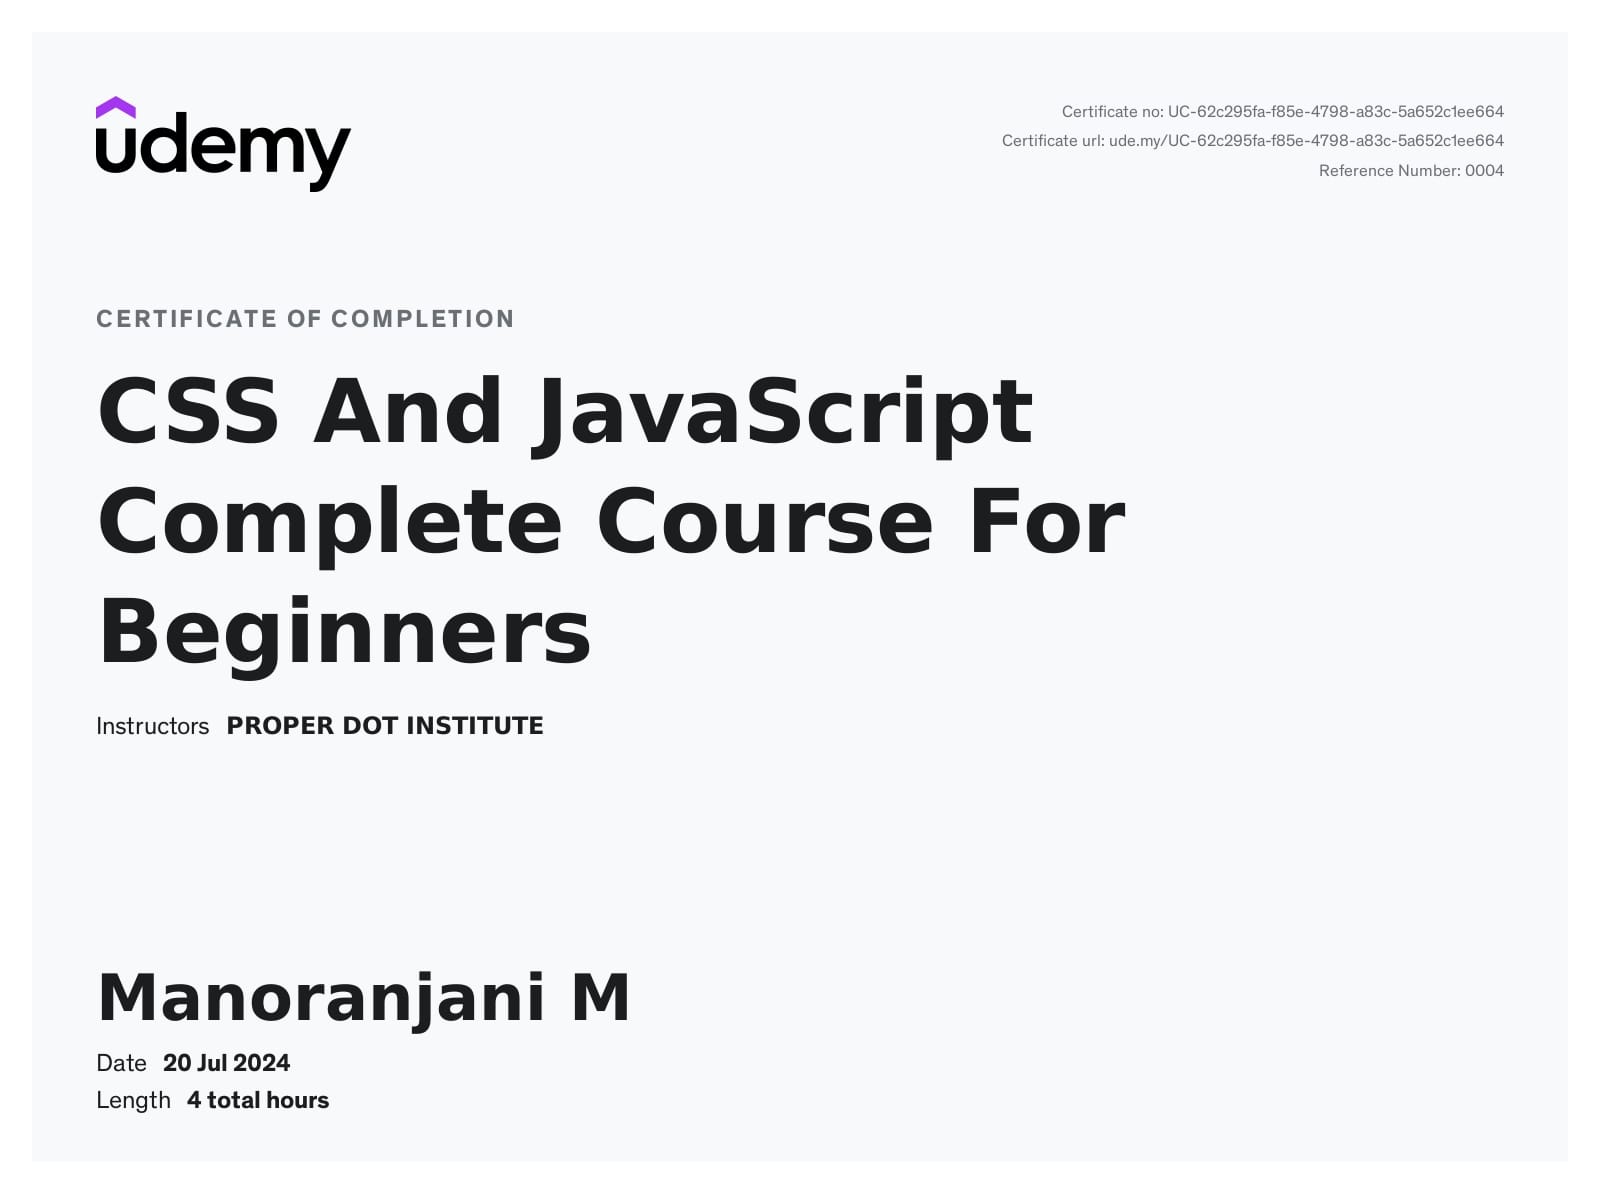 udemy
Certificate no: UC-62c295fa-f85e-4798-a83c-5a652c1ee664
Certificate url: ude.my/UC-62c295fa-f85e-4798-a83c-5a652c1ee664
Reference Number: 0004
CERTIFICATE OF COMPLETION
CSS And JavaScript
Complete Course For
Beginners
Instructors PROPER DOT INSTITUTE
Manoranjani M
Date 20 Jul 2024
Length 4 total hours